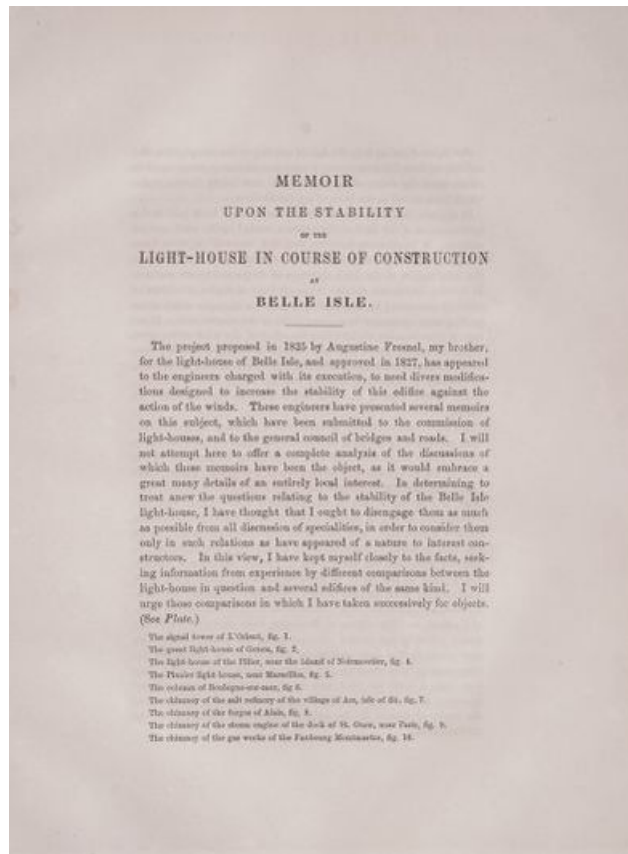 MEMOIR
UPON THE STABILITY
OF THE
LIGHT-HOUSE IN COURSE OF CONSTRUCTION
AT
BELLE ISLE.
The project proposed in 1825 by Augustine Fresnel, my brother,
for the light-house of Belle Isle, and approved in 1827, has appeared
to the engineers charged with its execution, to need divers modifica-
tions designed to increase the stability of this edifice against the
action of the winds. These engineers have presented several memoirs
on this subject, which have been submitted to the commission of
light-houses, and to the general council of bridges and roads. I will
not attempt here to offer a complete analysis of the discussions of
which these memoirs have been the object, as it would embrace a
great many details of an entirely local interest. In determining to
treat anew the questions relating to the stability of the Belle Isle
light-house, I have thought that I ought to disengage them as much
as possible from all discussion of specialities, in order to consider them
only in such relations as have appeared of a nature to interest con-
structors. In this view, I have kept myself closely to the facts, seek-
ing information from experience by different comparisons between the
light-house in question and several edifices of the same kind. I will
urge those comparisons in which I have taken successively for objects.
(See Plate.)
The signal tower of L'Orient, fig. 1.
The great light-house of Genoa, fig. 2.
The light-house of the Pilier, near the island of Noirmoutier, fig. 4.
The Planier light house, near Marseilles, fig. 5.
The column of Boulogne-sur-mer, fig 6.
The chimney of the salt refinery of the village of Ars, isle of Ré, fig. 7.
The chimney of the forges of Alais, fig. 8.
The chimney of the steam engine of the dock of St. Ouen, near Paris, fig. 9.
The chimney of the gas works of the Faubourg Montmartre, fig. 10.